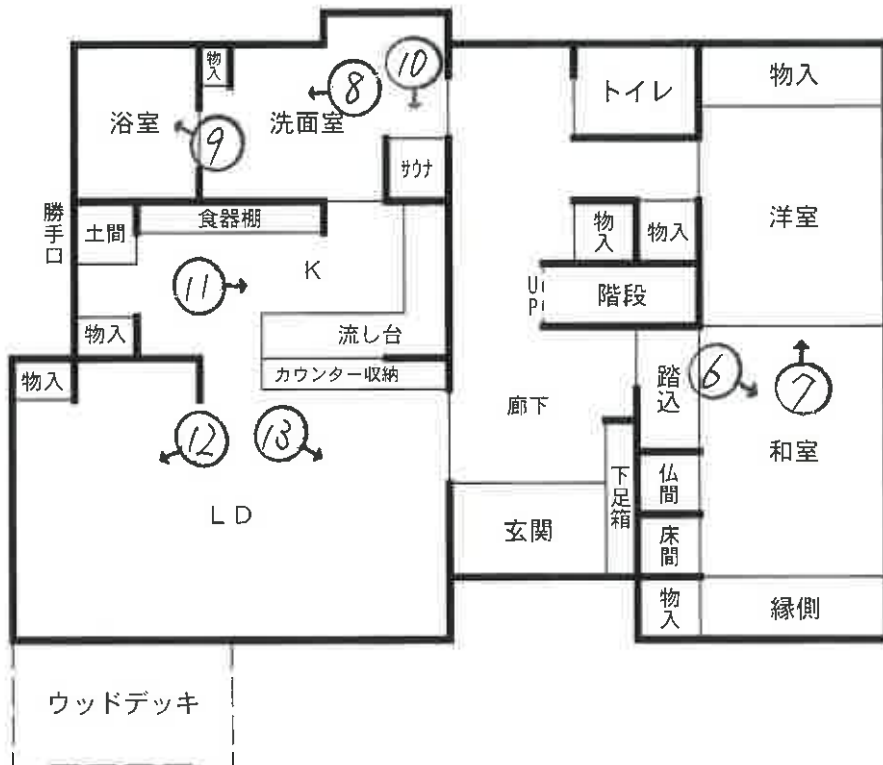 物入
⑩
⑧
トイレ
物入
浴室
⑨
洗面室
サウナ
洋室
勝手口
土間
食器棚
物入
物入
⑪
K
UP
階段
流し台
物入
物入
カウンター収納
廊下
踏込
⑥
⑦
和室
⑫
⑬
LD
下足箱
仏間
玄関
床間
物入
縁側
ウッドデッキ